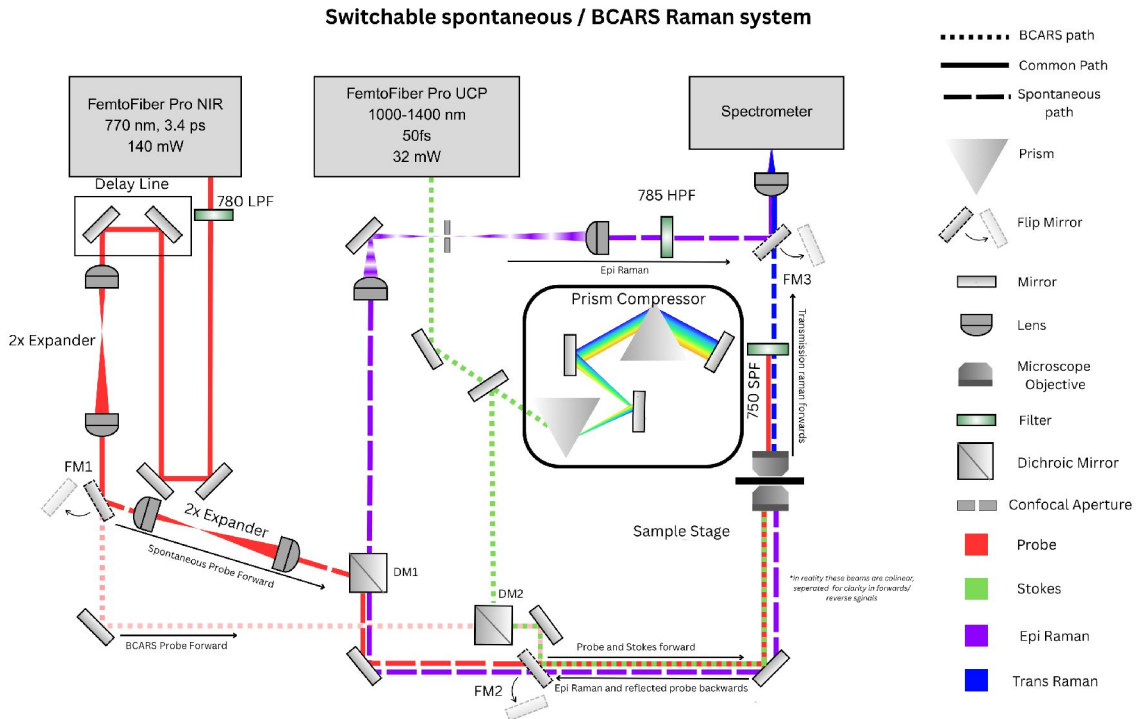 Switchable spontaneous / BCARS Raman system
FemtoFiber Pro NIR
770 nm, 3.4 ps
140 mW
FemtoFiber Pro UCP
1000-1400 nm
50fs
32 mW
Spectrometer
Delay Line
780 LPF
785 HPF
Epi Raman
FM3
Prism Compressor
2x Expander
750 SPF
Transmission raman forwards
FM1
2x Expander
Spontaneous Probe Forward
Sample Stage
DM1
DM2
*In reality these beams are colinear,
seperated for clarity in forwards/
reverse sginals
BCARS Probe Forward
Probe and Stokes forward
Epi Raman and reflected probe backwards
FM2
BCARS path
Common Path
Spontaneous
path
Prism
Flip Mirror
Mirror
Lens
Microscope
Objective
Filter
Dichroic Mirror
Confocal Aperture
Probe
Stokes
Epi Raman
Trans Raman